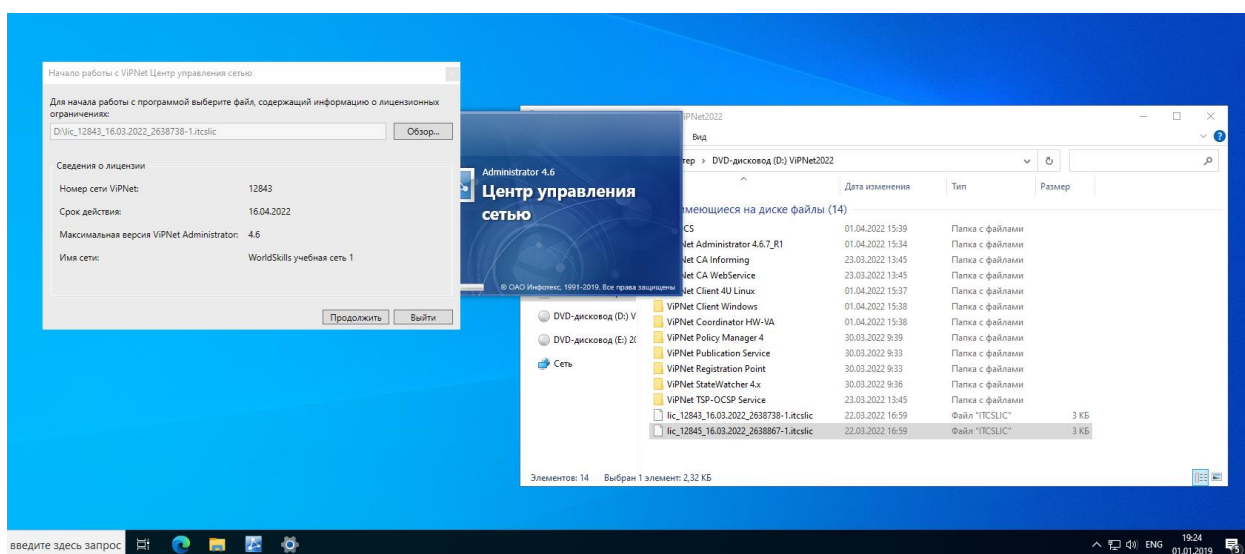 Начало работы с ViPNet Центр управления сетью
Для начала работы с программой выберите файл, содержащий информацию о лицензионных
ограничениях:
D:\lic_12843_16.03.2022_2638738-1.itcslic
Обзор...
Сведения о лицензии
Номер сети ViPNet: 12843
Срок действия: 16.04.2022
Максимальная версия ViPNet Administrator: 4.6
Имя сети: WorldSkills учебная сеть 1
Продолжить Выйти
Administrator 4.6
Центр управления
сетью
© ОАО Инфотекс, 1991-2019. Все права защищены
iPNet2022
Вид
тер › DVD-дисковод (D:) ViPNet2022
Дата изменения Тип Размер
имеющиеся на диске файлы (14)
CS 01.04.2022 15:39 Папка с файлами
Net Administrator 4.6.7_R1 01.04.2022 15:34 Папка с файлами
Net CA Informing 23.03.2022 13:45 Папка с файлами
Net CA WebService 23.03.2022 13:45 Папка с файлами
Net Client 4U Linux 01.04.2022 15:37 Папка с файлами
ViPNet Client Windows 01.04.2022 15:38 Папка с файлами
ViPNet Coordinator HW-VA 01.04.2022 15:38 Папка с файлами
ViPNet Policy Manager 4 30.03.2022 9:39 Папка с файлами
ViPNet Publication Service 30.03.2022 9:33 Папка с файлами
ViPNet Registration Point 30.03.2022 9:33 Папка с файлами
ViPNet StateWatcher 4.x 30.03.2022 9:36 Папка с файлами
ViPNet TSP-OCSP Service 23.03.2022 13:45 Папка с файлами
lic_12843_16.03.2022_2638738-1.itcslic 22.03.2022 16:59 Файл "ITCSLIC" 3 КБ
lic_12845_16.03.2022_2638867-1.itcslic 22.03.2022 16:59 Файл "ITCSLIC" 3 КБ
DVD-дисковод (D:) V
DVD-дисковод (E:) 20
Сеть
Элементов: 14 Выбран 1 элемент: 2,32 КБ
введите здесь запрос
ENG
19:24
01.01.2019
5